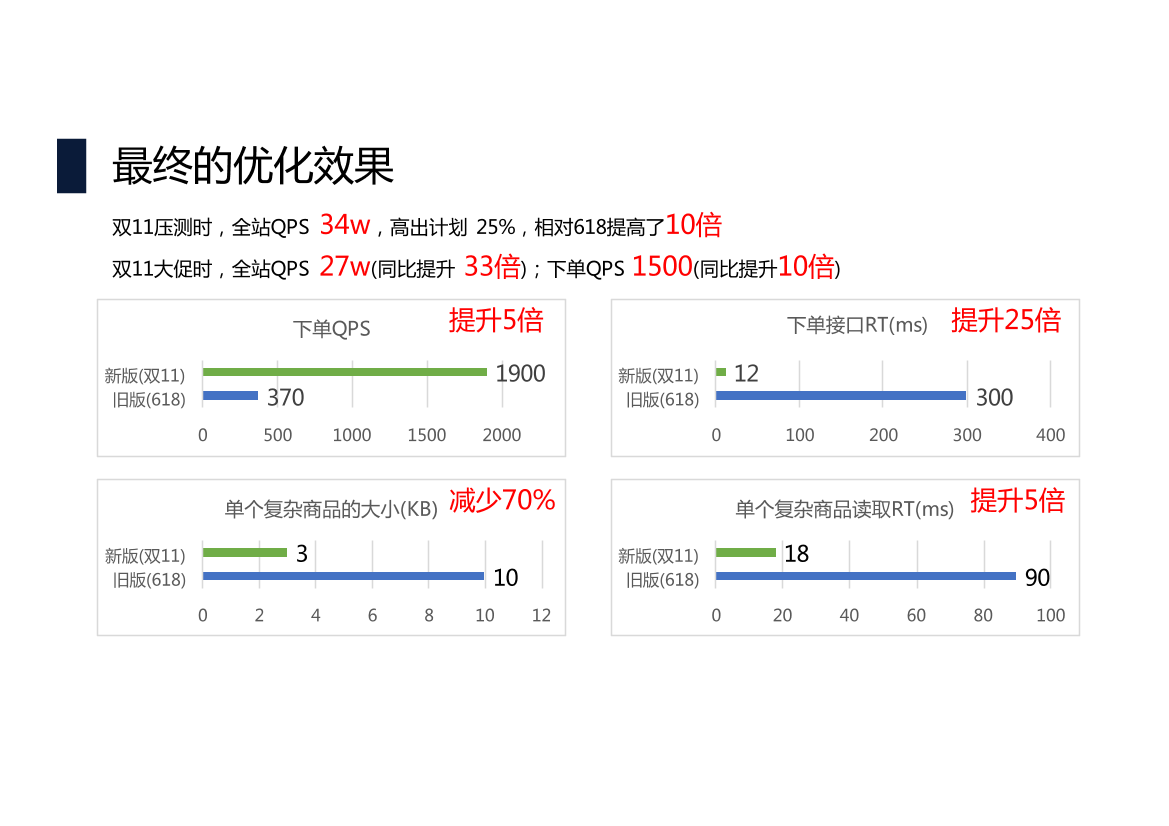 最终的优化效果
双11压测时，全站QPS 34w，高出计划 25%，相对618提高了10倍
双11大促时，全站QPS 27w(同比提升 33倍)；下单QPS 1500(同比提升10倍)
下单QPS 提升5倍
新版(双11) 1900
旧版(618) 370
0 500 1000 1500 2000
下单接口RT(ms) 提升25倍
新版(双11) 12
旧版(618) 300
0 100 200 300 400
单个复杂商品的大小(KB) 减少70%
新版(双11) 3
旧版(618) 10
0 2 4 6 8 10 12
单个复杂商品读取RT(ms) 提升5倍
新版(双11) 18
旧版(618) 90
0 20 40 60 80 100